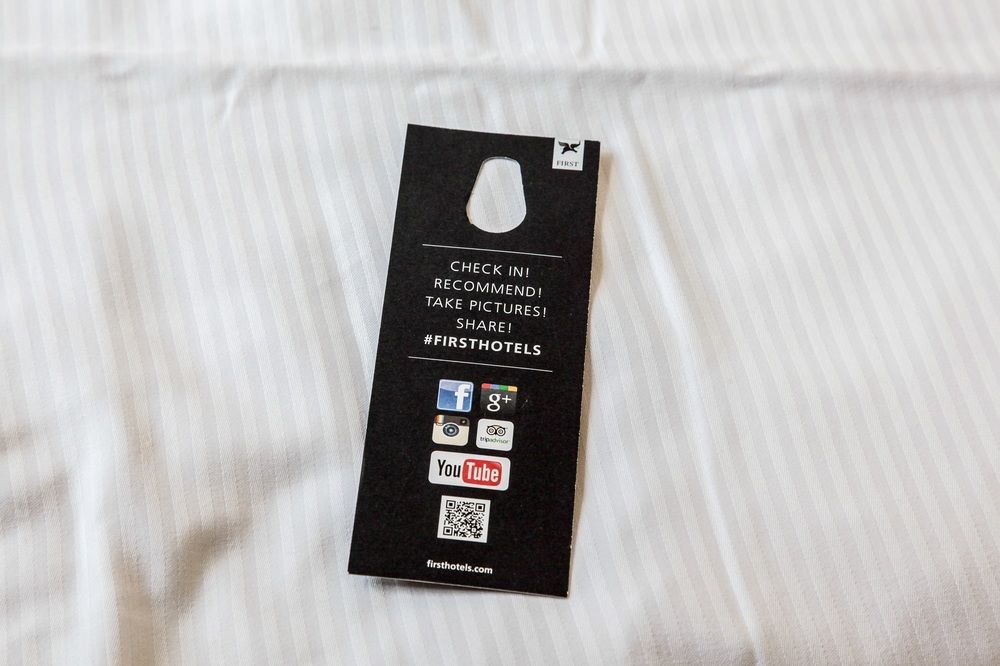 FIRST
CHECK IN!
RECOMMEND!
TAKE PICTURES!
SHARE!
#FIRSTHOTELS
f
g+
tripadvisor
YouTube
firsthotels.com